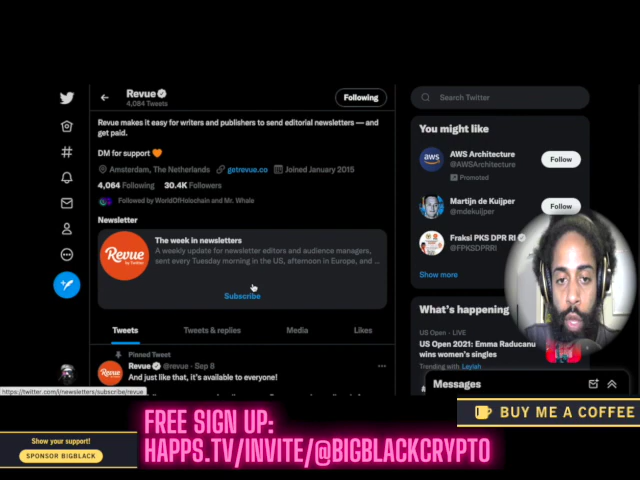 Revue
4,084 Tweets
Following
Search Twitter
Revue makes it easy for writers and publishers to send editorial newsletters — and
get paid.
DM for support 🧡
Amsterdam, The Netherlands getrevue.co Joined January 2015
4,064 Following 30.4K Followers
Followed by WorldOfHolochain and Mr. Whale
Newsletter
Revue
by Twitter
The week in newsletters
A weekly update for newsletter editors and audience managers,
sent every Tuesday morning in the US, afternoon in Europe, and ...
Subscribe
Tweets Tweets & replies Media Likes
Pinned Tweet
Revue
Revue @revue · Sep 8
And just like that, it's available to everyone!
You might like
aws
AWS Architecture
@AWSArchitecture
Promoted
Follow
Martijn de Kuijper
@mdekuijper
Follow
Fraksi PKS DPR RI
@FPKSDPRRI
Show more
What's happening
US Open · LIVE
US Open 2021: Emma Raducanu
wins women's singles
Trending with Leylah
Messages
https://twitter.com/i/newsletters/subscribe/revue
BUY ME A COFFEE
Show your support!
SPONSOR BIGBLACK
FREE SIGN UP:
HAPPS.TV/INVITE/@BIGBLACKCRYPTO